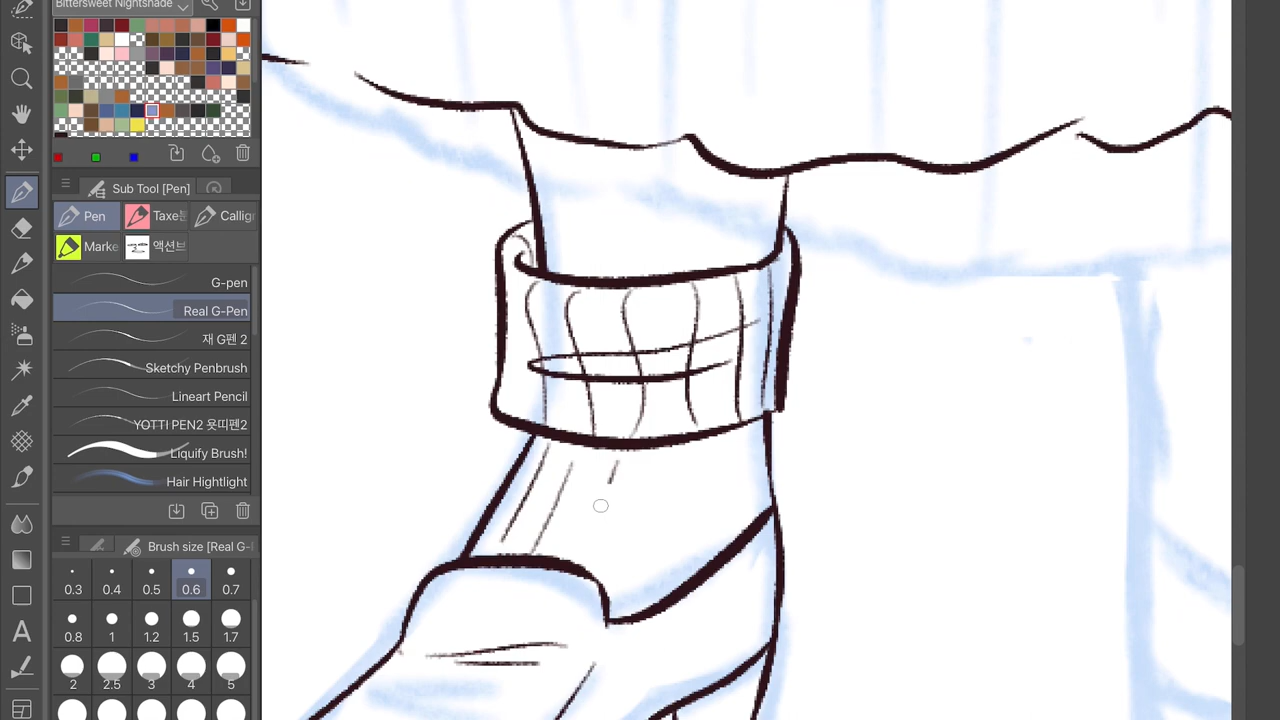 Bittersweet Nightshade
Sub Tool [Pen]
Pen
Marke
액션브
G-pen
Real G-Pen
재 G펜 2
Sketchy Penbrush
Lineart Pencil
YOTTI PEN2 욧띠펜2
Liquify Brush!
Hair Hightlight
Brush size [Real G-
0.3 0.4 0.5 0.6 0.7
0.8 1 1.2 1.5 1.7
2 2.5 3 4 5